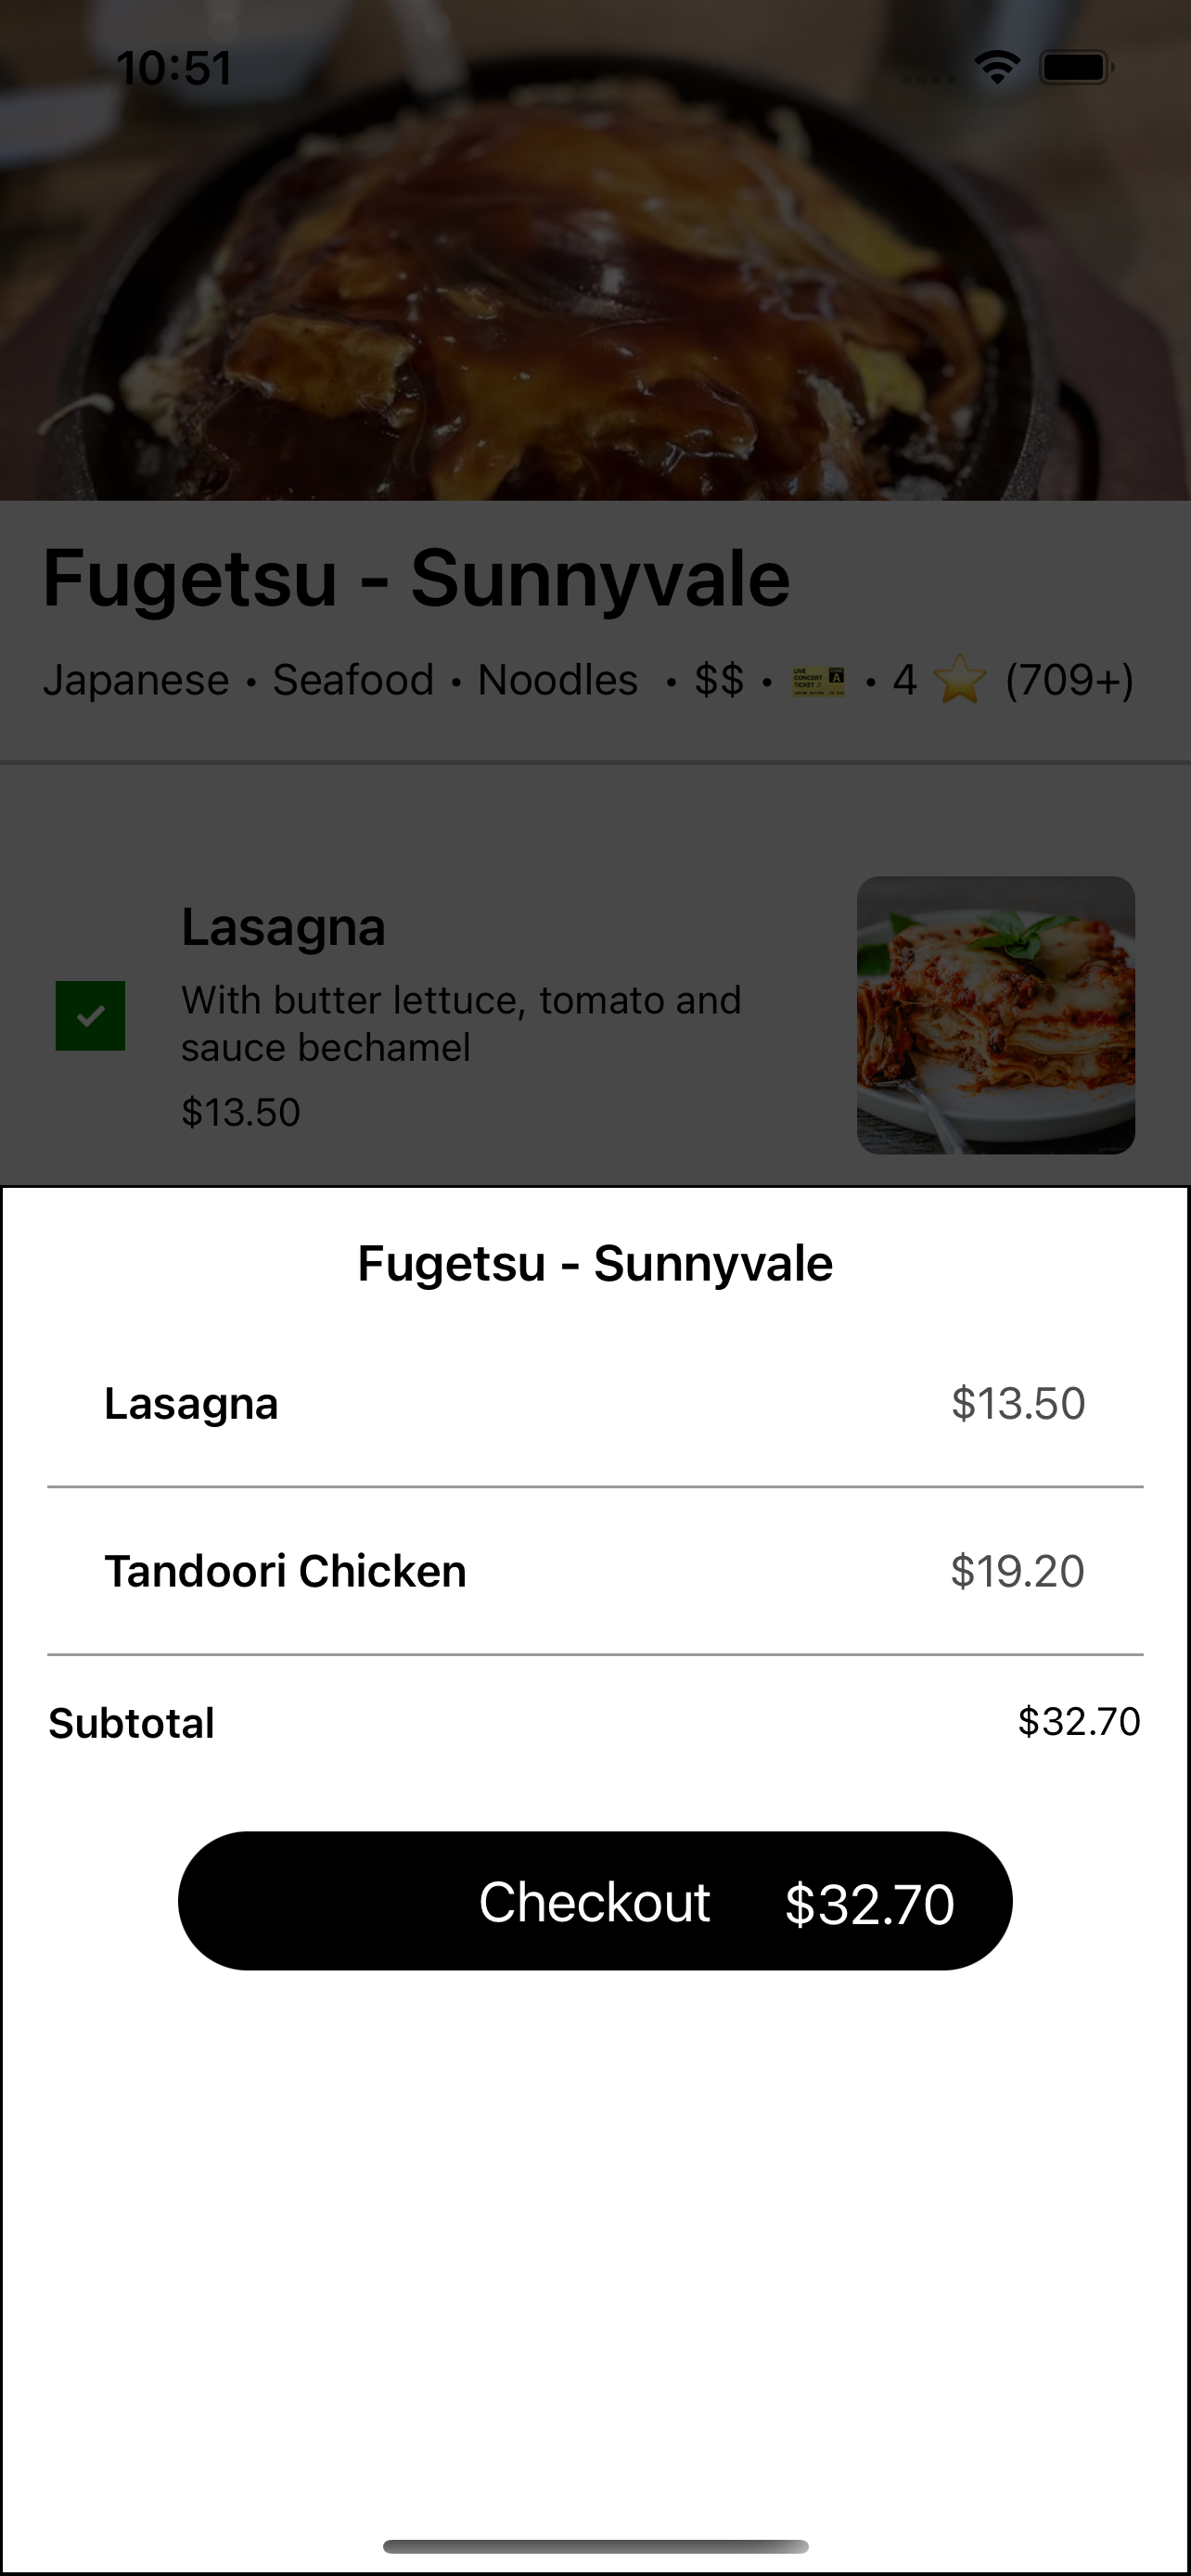 10:51
Fugetsu - Sunnyvale
Japanese • Seafood • Noodles • $$ • 🎫 • 4 ⭐ (709+)
Lasagna
With butter lettuce, tomato and
sauce bechamel
$13.50
Fugetsu - Sunnyvale
Lasagna $13.50
Tandoori Chicken $19.20
Subtotal $32.70
Checkout $32.70